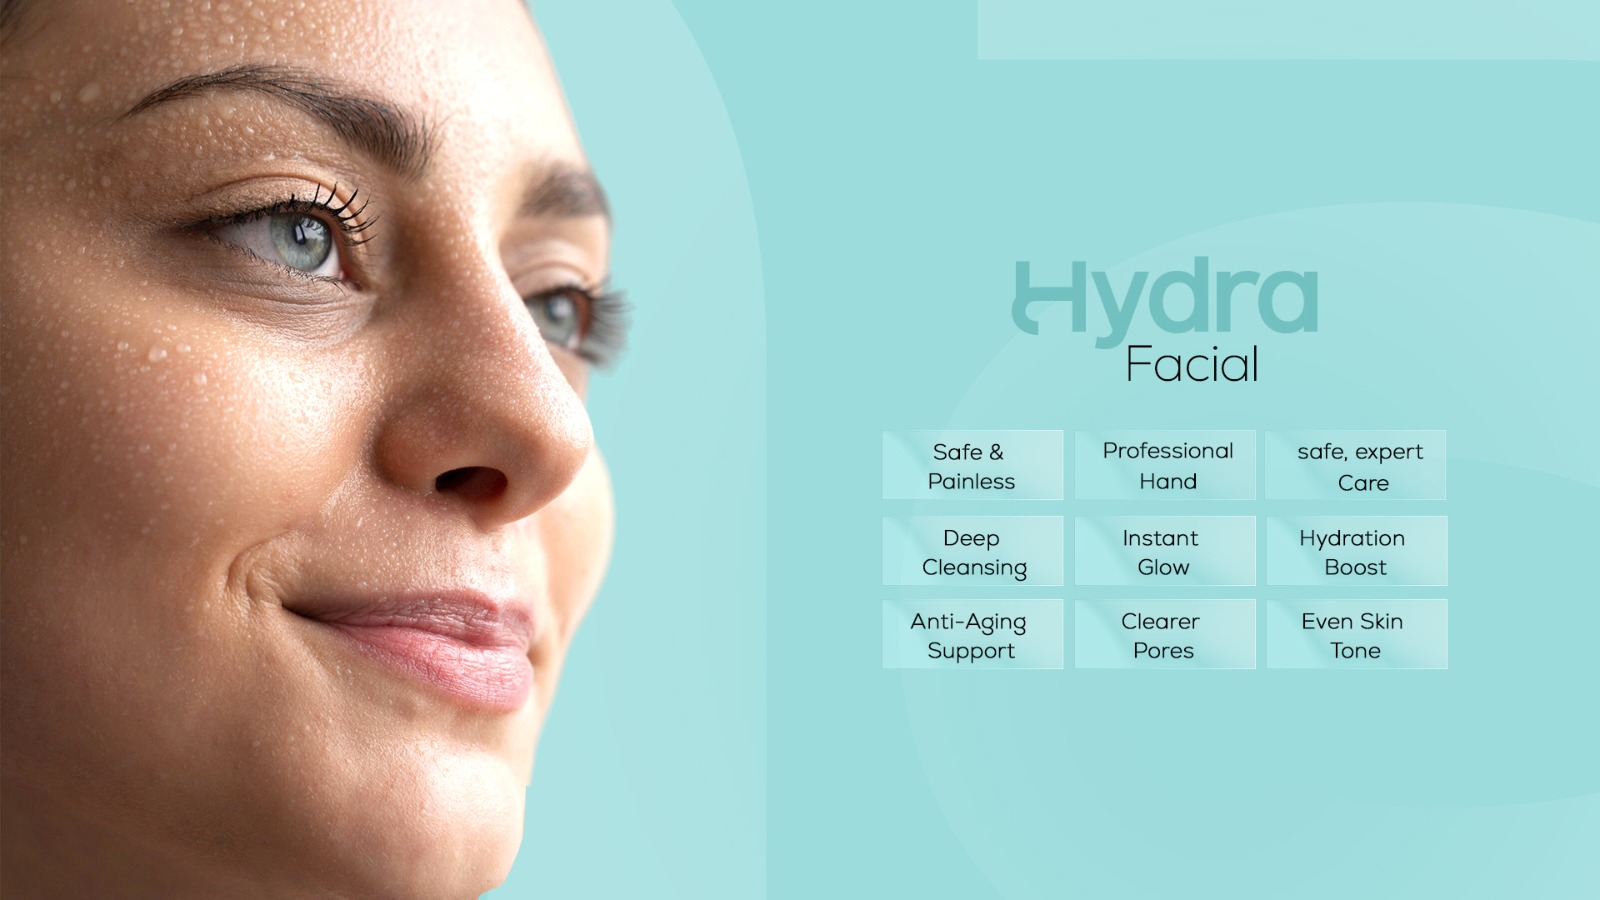 Hydra
Facial
Safe &
Painless
Professional
Hand
safe, expert
Care
Deep
Cleansing
Instant
Glow
Hydration
Boost
Anti-Aging
Support
Clearer
Pores
Even Skin
Tone